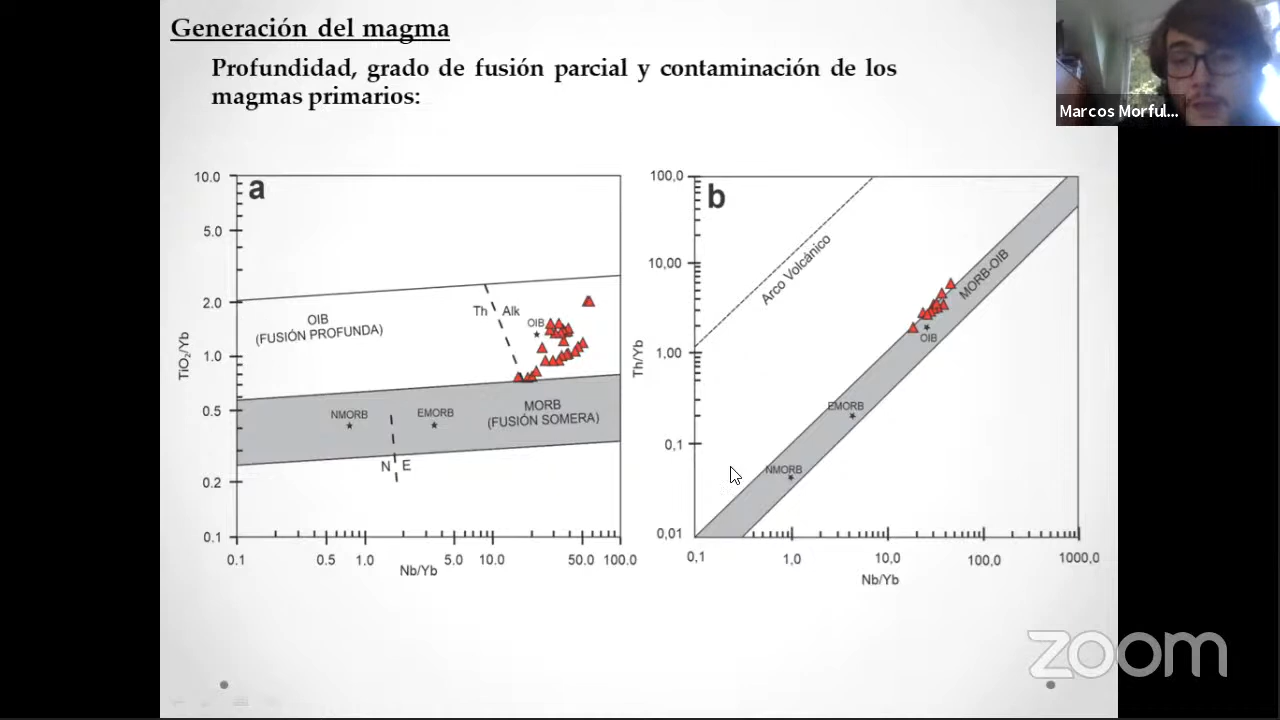 Generación del magma
Profundidad, grado de fusión parcial y contaminación de los
magmas primarios:
Marcos Morful...
a
10.0
5.0
2.0
1.0
0.5
0.2
0.1
TiO₂/Yb
OIB
(FUSIÓN PROFUNDA)
Th
Alk
OIB
NMORB
EMORB
MORB
(FUSIÓN SOMERA)
N
E
0.1
0.5
1.0
5.0
10.0
50.0
100.0
Nb/Yb
b
100,0
10,00
1,00
0,1
0,01
Th/Yb
Arco Volcánico
MORB-OIB
OIB
EMORB
NMORB
0,1
1,0
10,0
100,0
1000,0
Nb/Yb
zoom